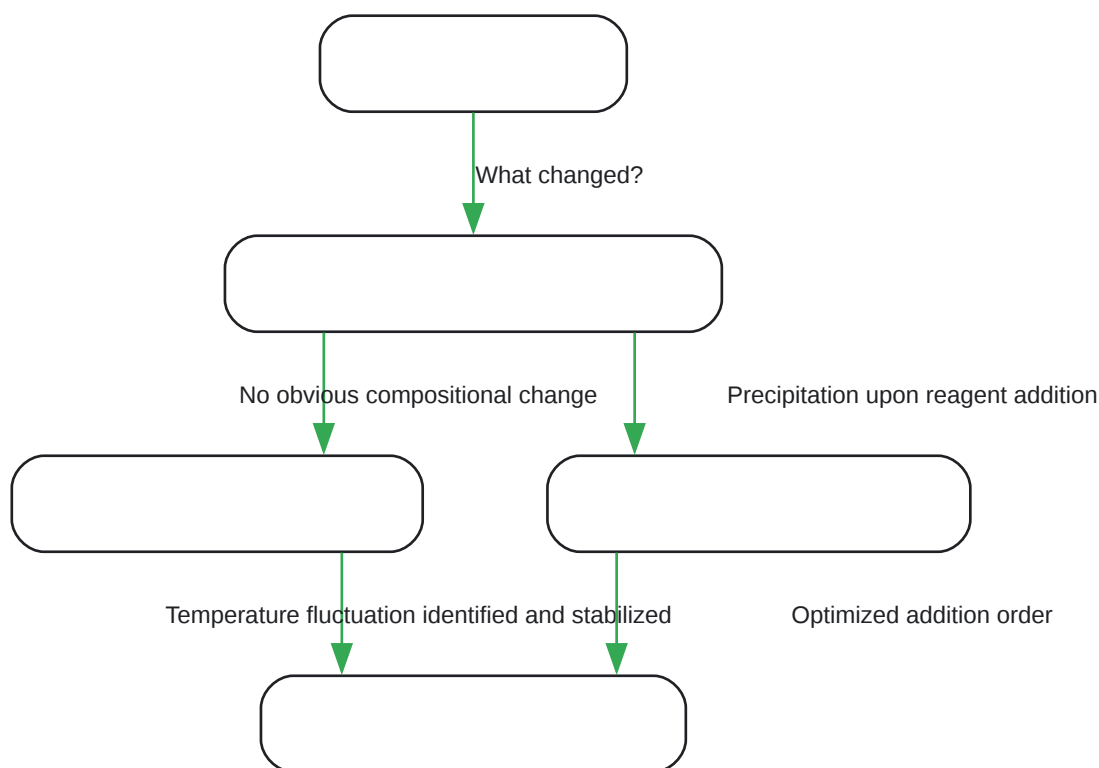 What changed?
No obvious compositional change
Precipitation upon reagent addition
Temperature fluctuation identified and stabilized
Optimized addition order